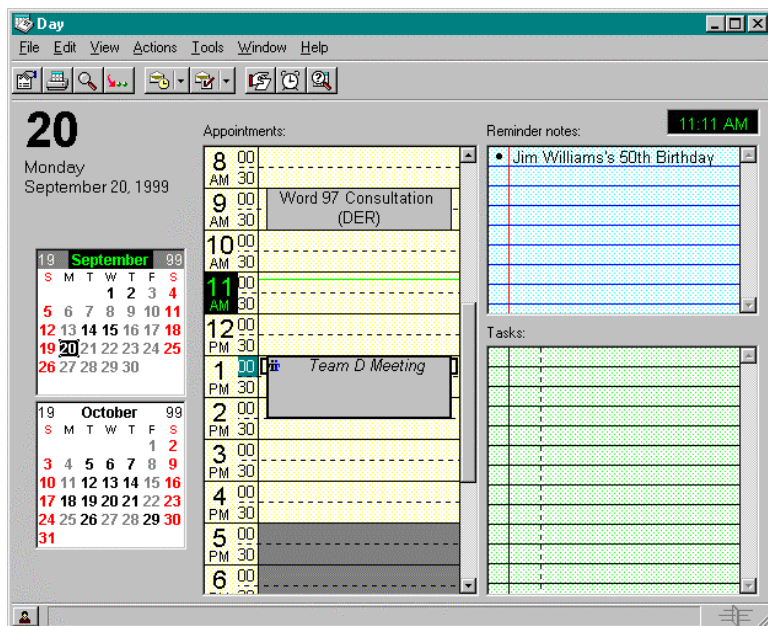 Day
File Edit View Actions Tools Window Help
20
Monday
September 20, 1999
19 September 99
S M T W T F S
1 2 3 4
5 6 7 8 9 10 11
12 13 14 15 16 17 18
19 20 21 22 23 24 25
26 27 28 29 30
19 October 99
S M T W T F S
1 2
3 4 5 6 7 8 9
10 11 12 13 14 15 16
17 18 19 20 21 22 23
24 25 26 27 28 29 30
31
Appointments:
8 00
AM 30
9 00 Word 97 Consultation
AM 30 (DER)
10 00
AM 30
11 00
AM 30
12 00
PM 30
1 00 Team D Meeting
PM 30
2 00
PM 30
3 00
PM 30
4 00
PM 30
5 00
PM 30
6 00
Reminder notes:
11:11 AM
• Jim Williams's 50th Birthday
Tasks: